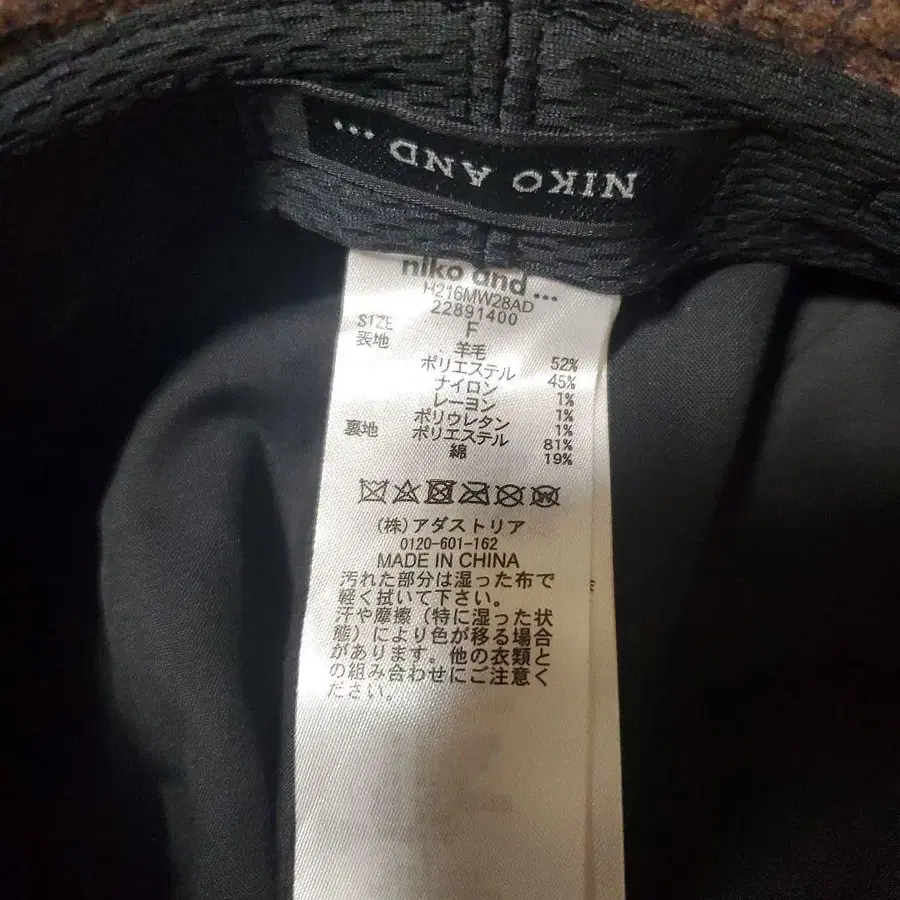 NIKO AND ...
niko and ...
H216MW28AD
22891400
SIZE F
表地 羊毛 52%
ポリエステル 45%
ナイロン 1%
レーヨン 1%
ポリウレタン 1%
裏地 ポリエステル 81%
綿 19%
(株)アダストリア
0120-601-162
MADE IN CHINA
汚れた部分は湿った布で
軽く拭いて下さい。
汗や摩擦（特に湿った状
態）により色が移る場合
があります。他の衣類と
の組み合わせにご注意く
ださい。